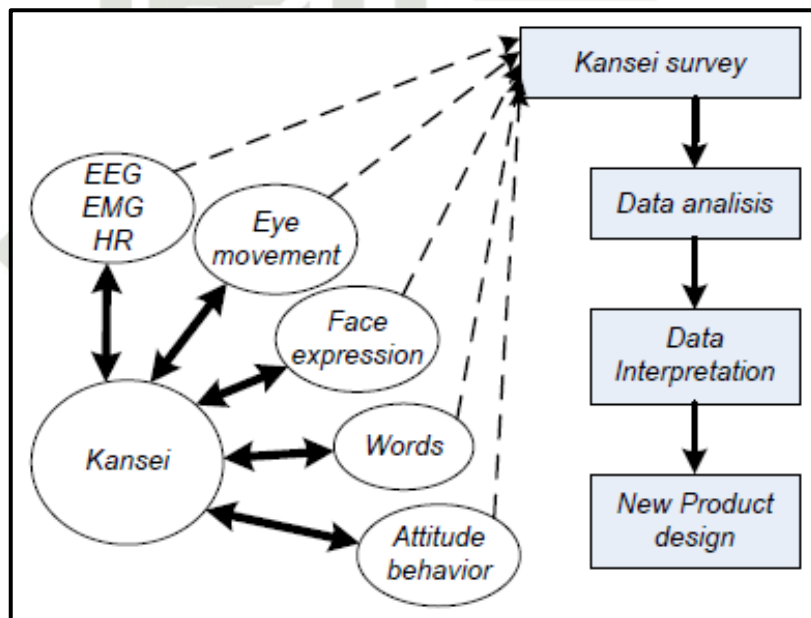 Kansei survey
EEG
EMG
HR
Eye
movement
Data analisis
Face
expression
Data
Interpretation
Kansei
Words
Attitude
behavior
New Product
design